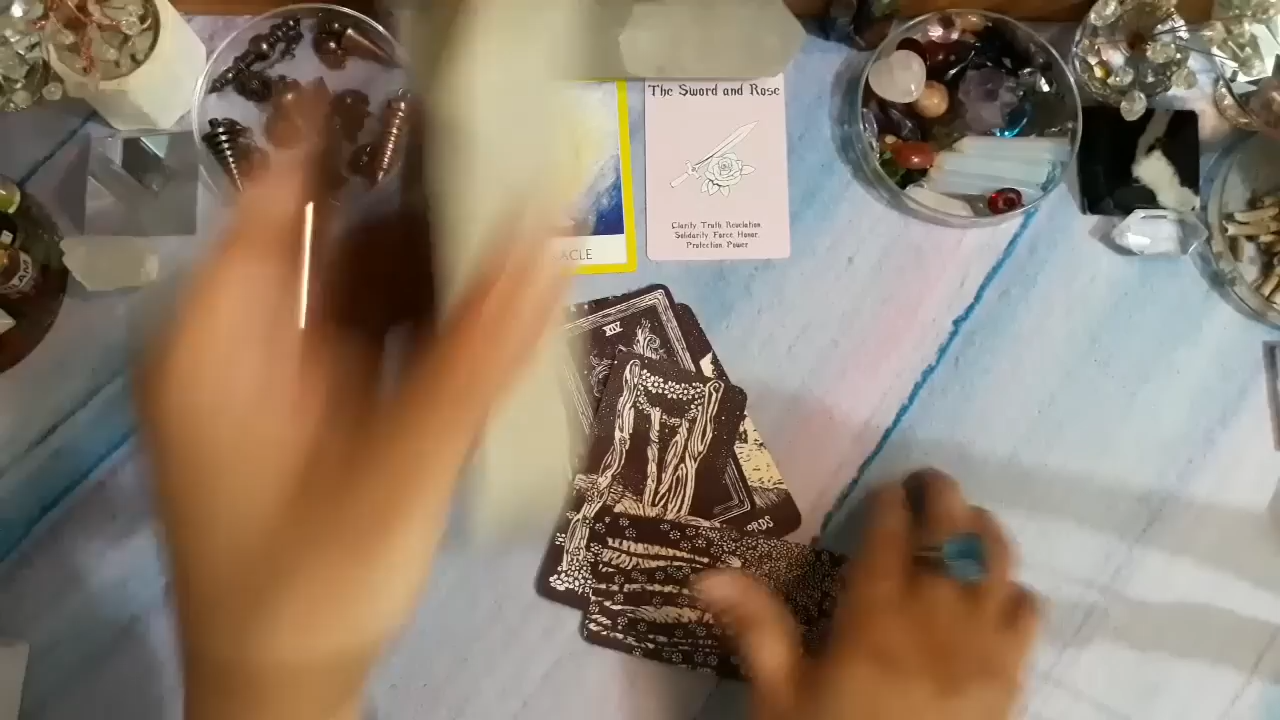 The Sword and Rose
Clarity, Truth, Revelation,
Solidarity, Force, Honor,
Protection, Power
ACLE
XIV
ORDS